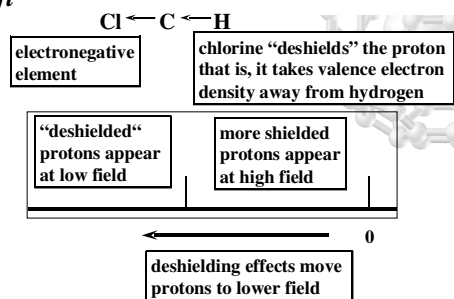 Cl C H
electronegative
element
chlorine “deshields” the proton
that is, it takes valence electron
density away from hydrogen
“deshielded“
protons appear
at low field
more shielded
protons appear
at high field
0
deshielding effects move
protons to lower field